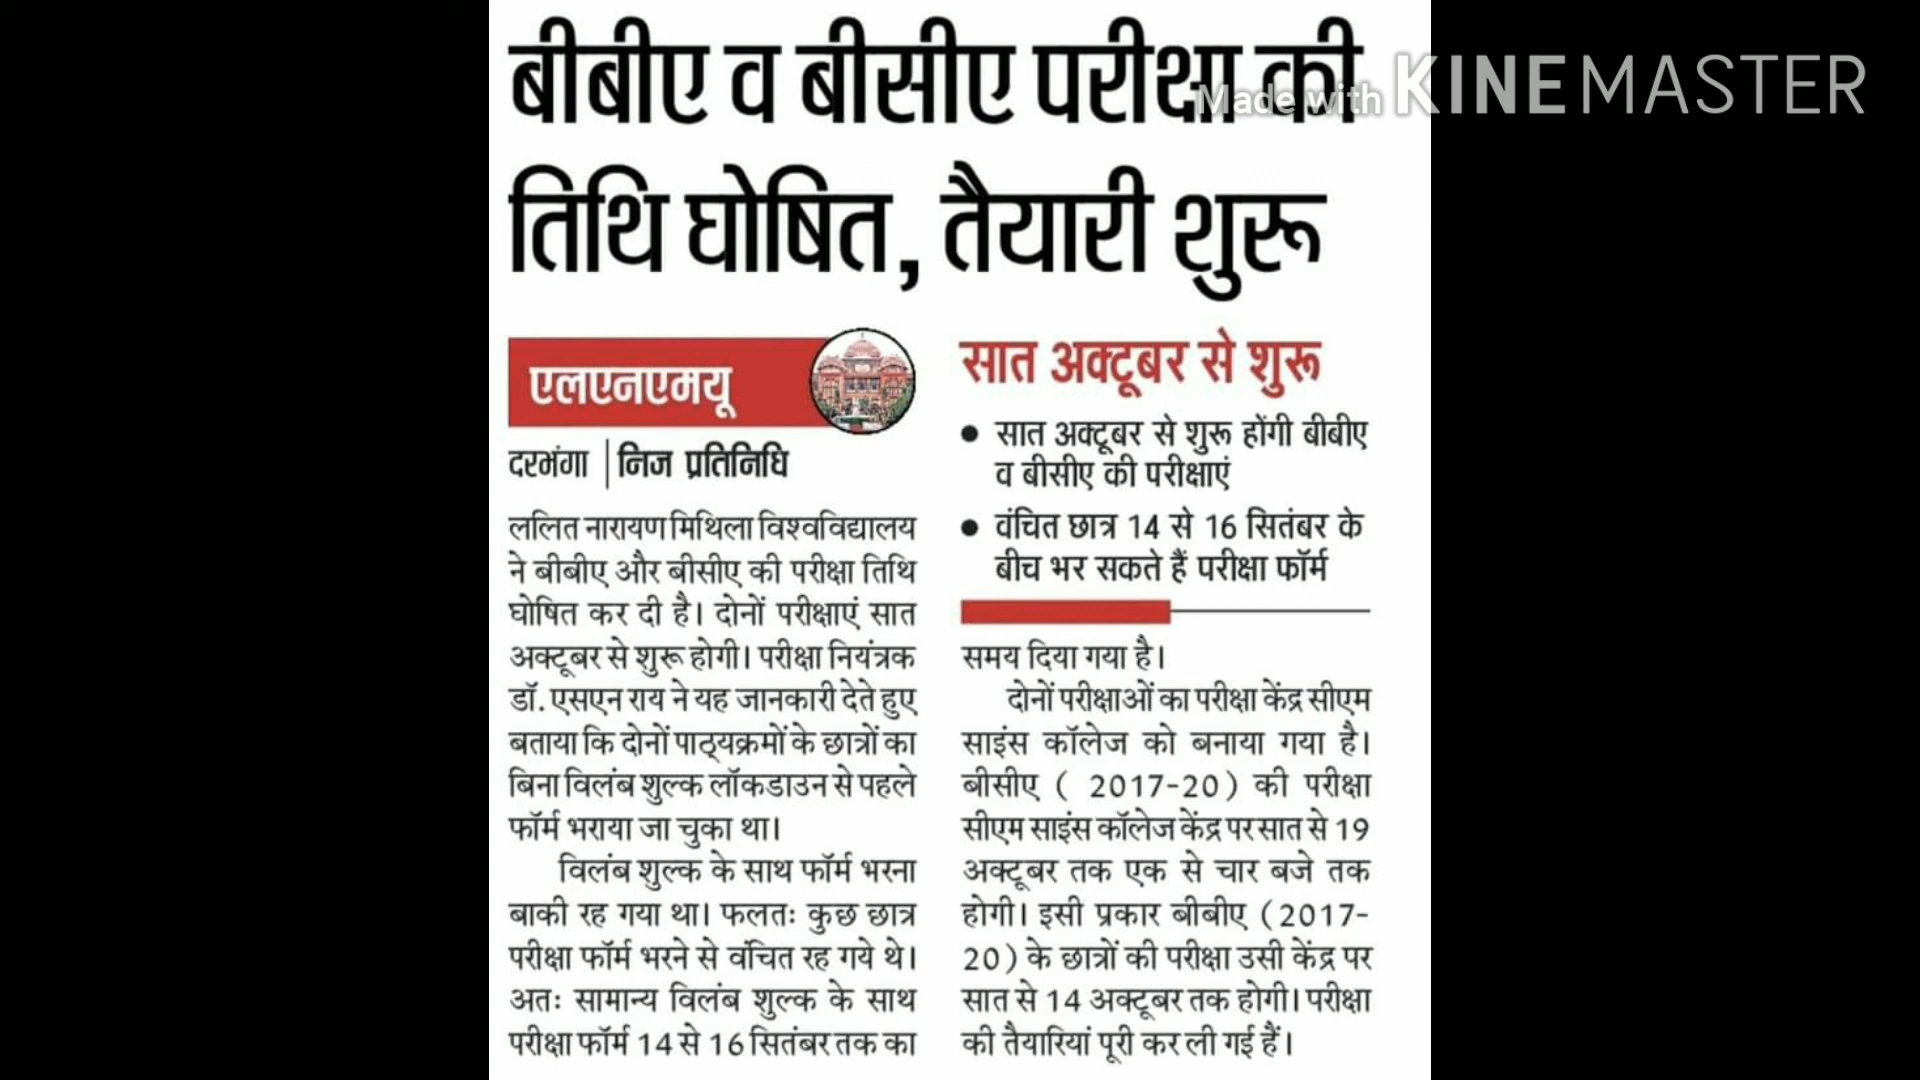 बीबीए व बीसीए परीक्षा की
तिथि घोषित, तैयारी शुरू
Made with KINEMASTER
एलएनएमयू
दरभंगा | निज प्रतिनिधि
ललित नारायण मिथिला विश्वविद्यालय
ने बीबीए और बीसीए की परीक्षा तिथि
घोषित कर दी है। दोनों परीक्षाएं सात
अक्टूबर से शुरू होगी। परीक्षा नियंत्रक
डॉ. एसएन राय ने यह जानकारी देते हुए
बताया कि दोनों पाठ्यक्रमों के छात्रों का
बिना विलंब शुल्क लॉकडाउन से पहले
फॉर्म भराया जा चुका था।
विलंब शुल्क के साथ फॉर्म भरना
बाकी रह गया था। फलतः कुछ छात्र
परीक्षा फॉर्म भरने से वंचित रह गये थे।
अतः सामान्य विलंब शुल्क के साथ
परीक्षा फॉर्म 14 से 16 सितंबर तक का
सात अक्टूबर से शुरू
● सात अक्टूबर से शुरू होंगी बीबीए
व बीसीए की परीक्षाएं
● वंचित छात्र 14 से 16 सितंबर के
बीच भर सकते हैं परीक्षा फॉर्म
समय दिया गया है।
दोनों परीक्षाओं का परीक्षा केंद्र सीएम
साइंस कॉलेज को बनाया गया है।
बीसीए ( 2017-20) की परीक्षा
सीएम साइंस कॉलेज केंद्र पर सात से 19
अक्टूबर तक एक से चार बजे तक
होगी। इसी प्रकार बीबीए (2017-
20) के छात्रों की परीक्षा उसी केंद्र पर
सात से 14 अक्टूबर तक होगी। परीक्षा
की तैयारियां पूरी कर ली गई हैं।